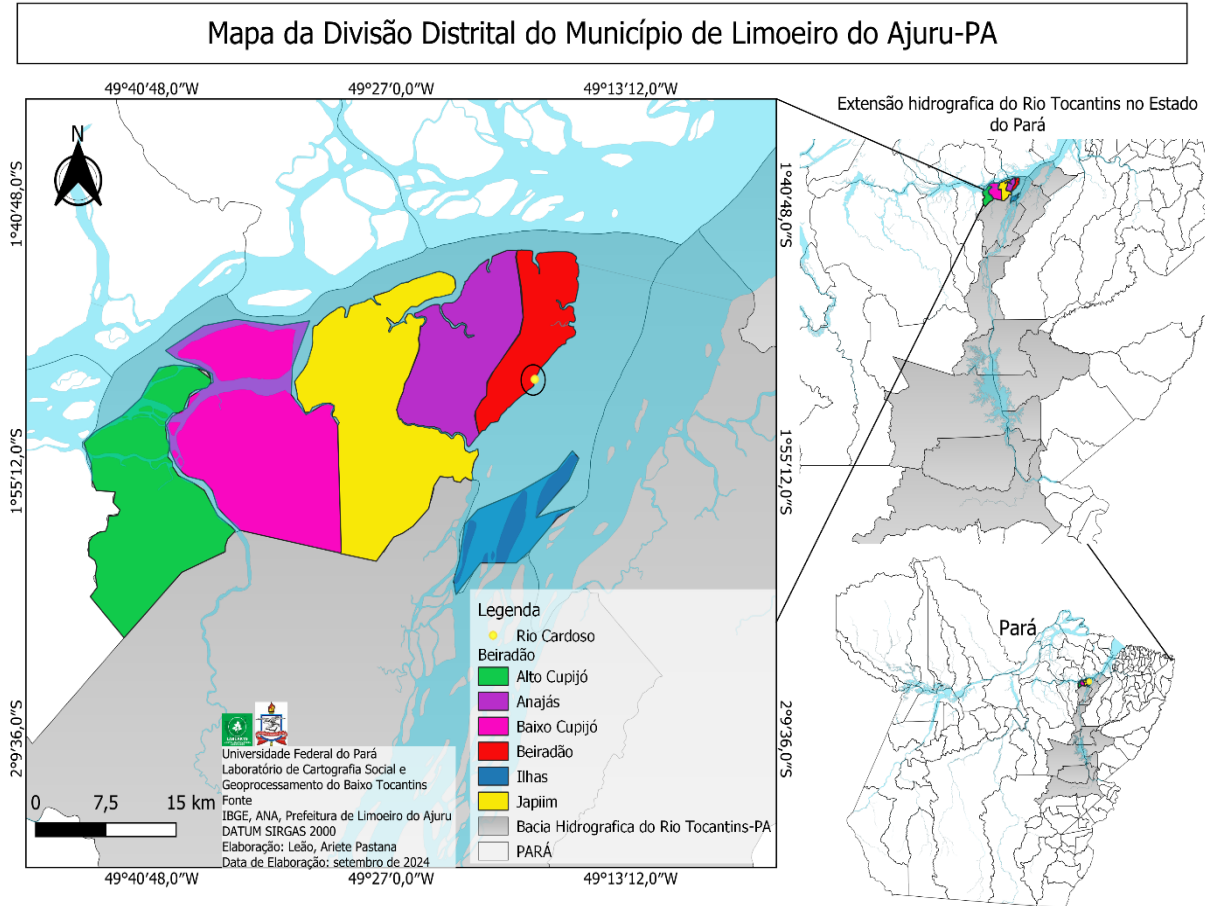 Mapa da Divisão Distrital do Município de Limoeiro do Ajuru-PA
49°40'48,0"W
49°27'0,0"W
49°13'12,0"W
N
1°40'48,0"S
1°55'12,0"S
2°9'36,0"S
1°40'48,0"S
1°55'12,0"S
2°9'36,0"S
Extensão hidrografica do Rio Tocantins no Estado
do Pará
Pará
Legenda
Rio Cardoso
Beiradão
Alto Cupijó
Anajás
Baixo Cupijó
Beiradão
Ilhas
Japiim
Bacia Hidrografica do Rio Tocantins-PA
PARÁ
Universidade Federal do Pará
Laboratório de Cartografia Social e
Geoprocessamento do Baixo Tocantins
Fonte
IBGE, ANA, Prefeitura de Limoeiro do Ajuru
DATUM SIRGAS 2000
Elaboração: Leão, Ariete Pastana
Data de Elaboração: setembro de 2024
0 7,5 15 km
49°40'48,0"W
49°27'0,0"W
49°13'12,0"W